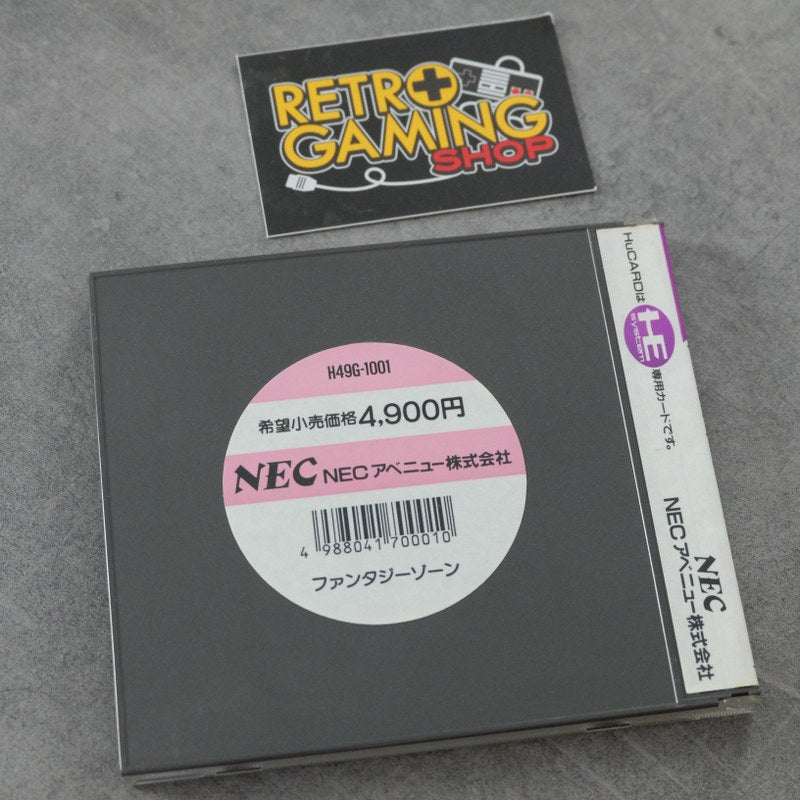 RETRO
GAMING
SHOP
H49G-1001
希望小売価格4,900円
NEC NECアベニュー株式会社
4 988041 700010
ファンタジーゾーン
HuCARDは
HE
system
専用カードです。
NEC
NECアベニュー株式会社